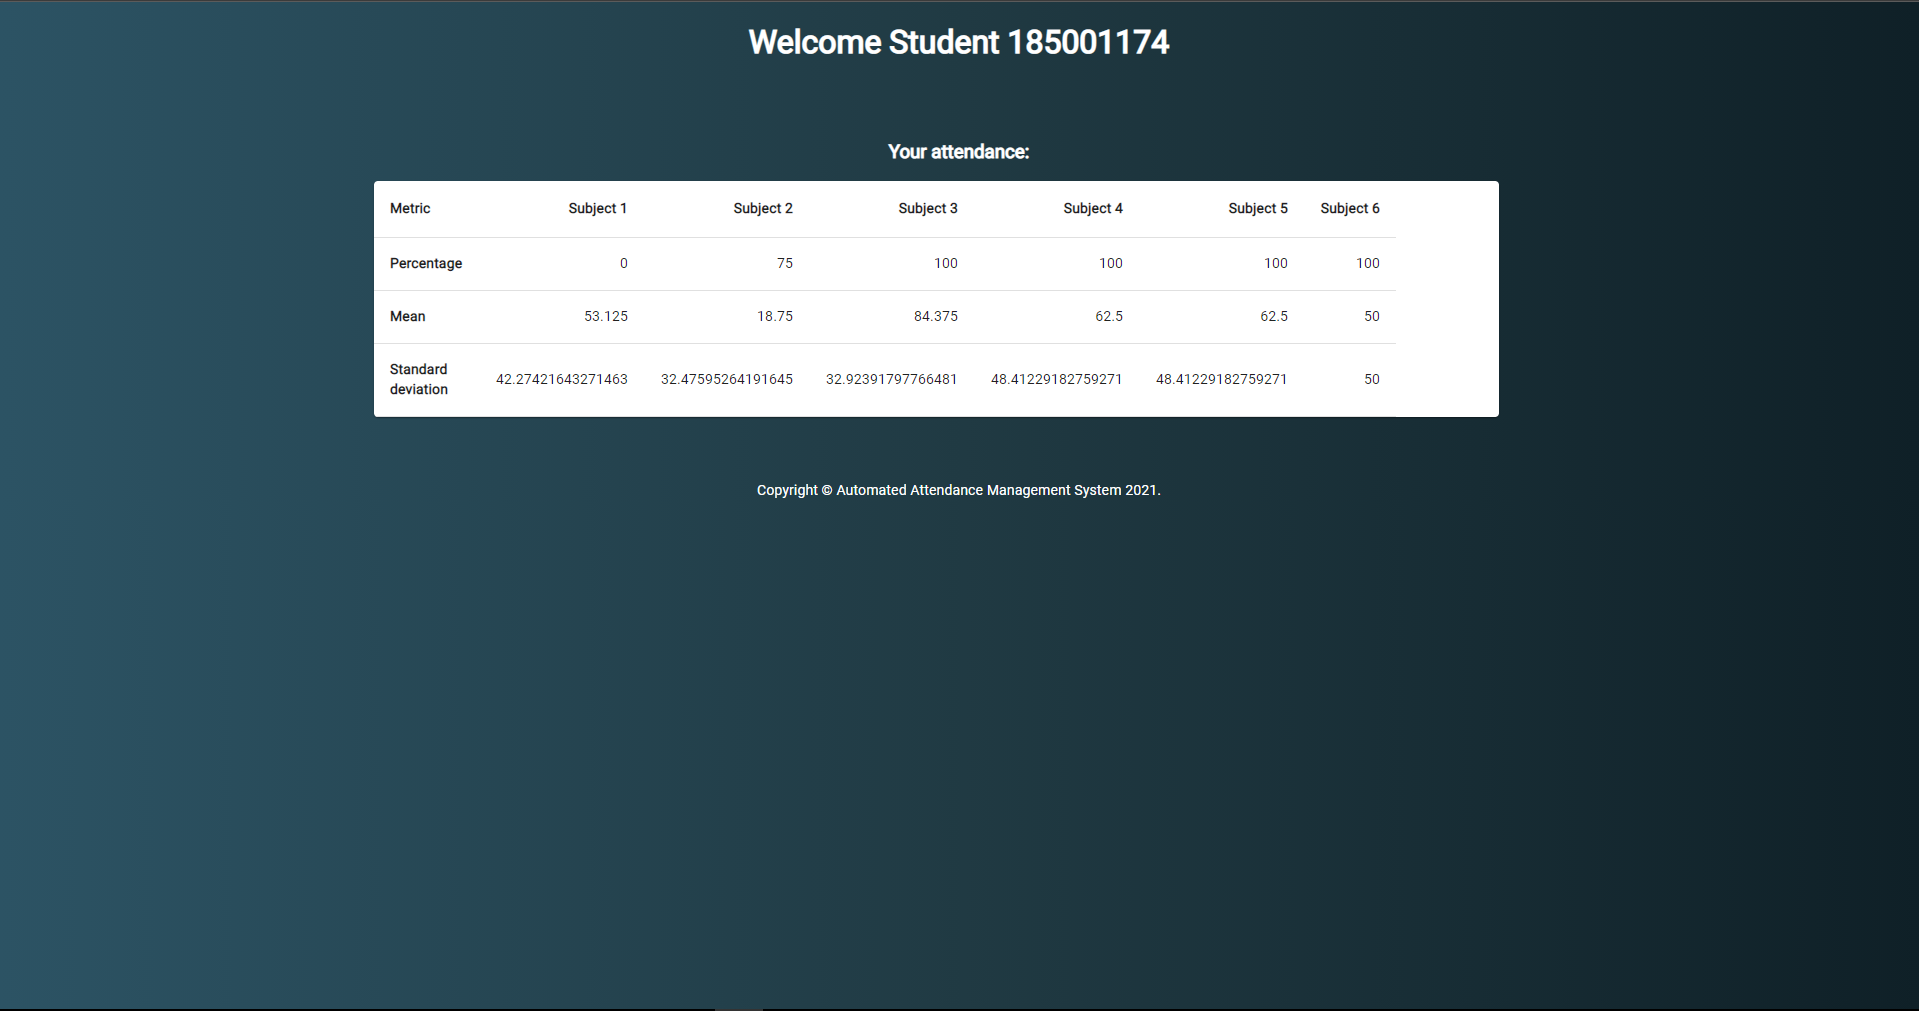 Welcome Student 185001174
Your attendance:
Metric Subject 1 Subject 2 Subject 3 Subject 4 Subject 5 Subject 6
Percentage 0 75 100 100 100 100
Mean 53.125 18.75 84.375 62.5 62.5 50
Standard
deviation 42.27421643271463 32.47595264191645 32.92391797766481 48.41229182759271 48.41229182759271 50
Copyright © Automated Attendance Management System 2021.